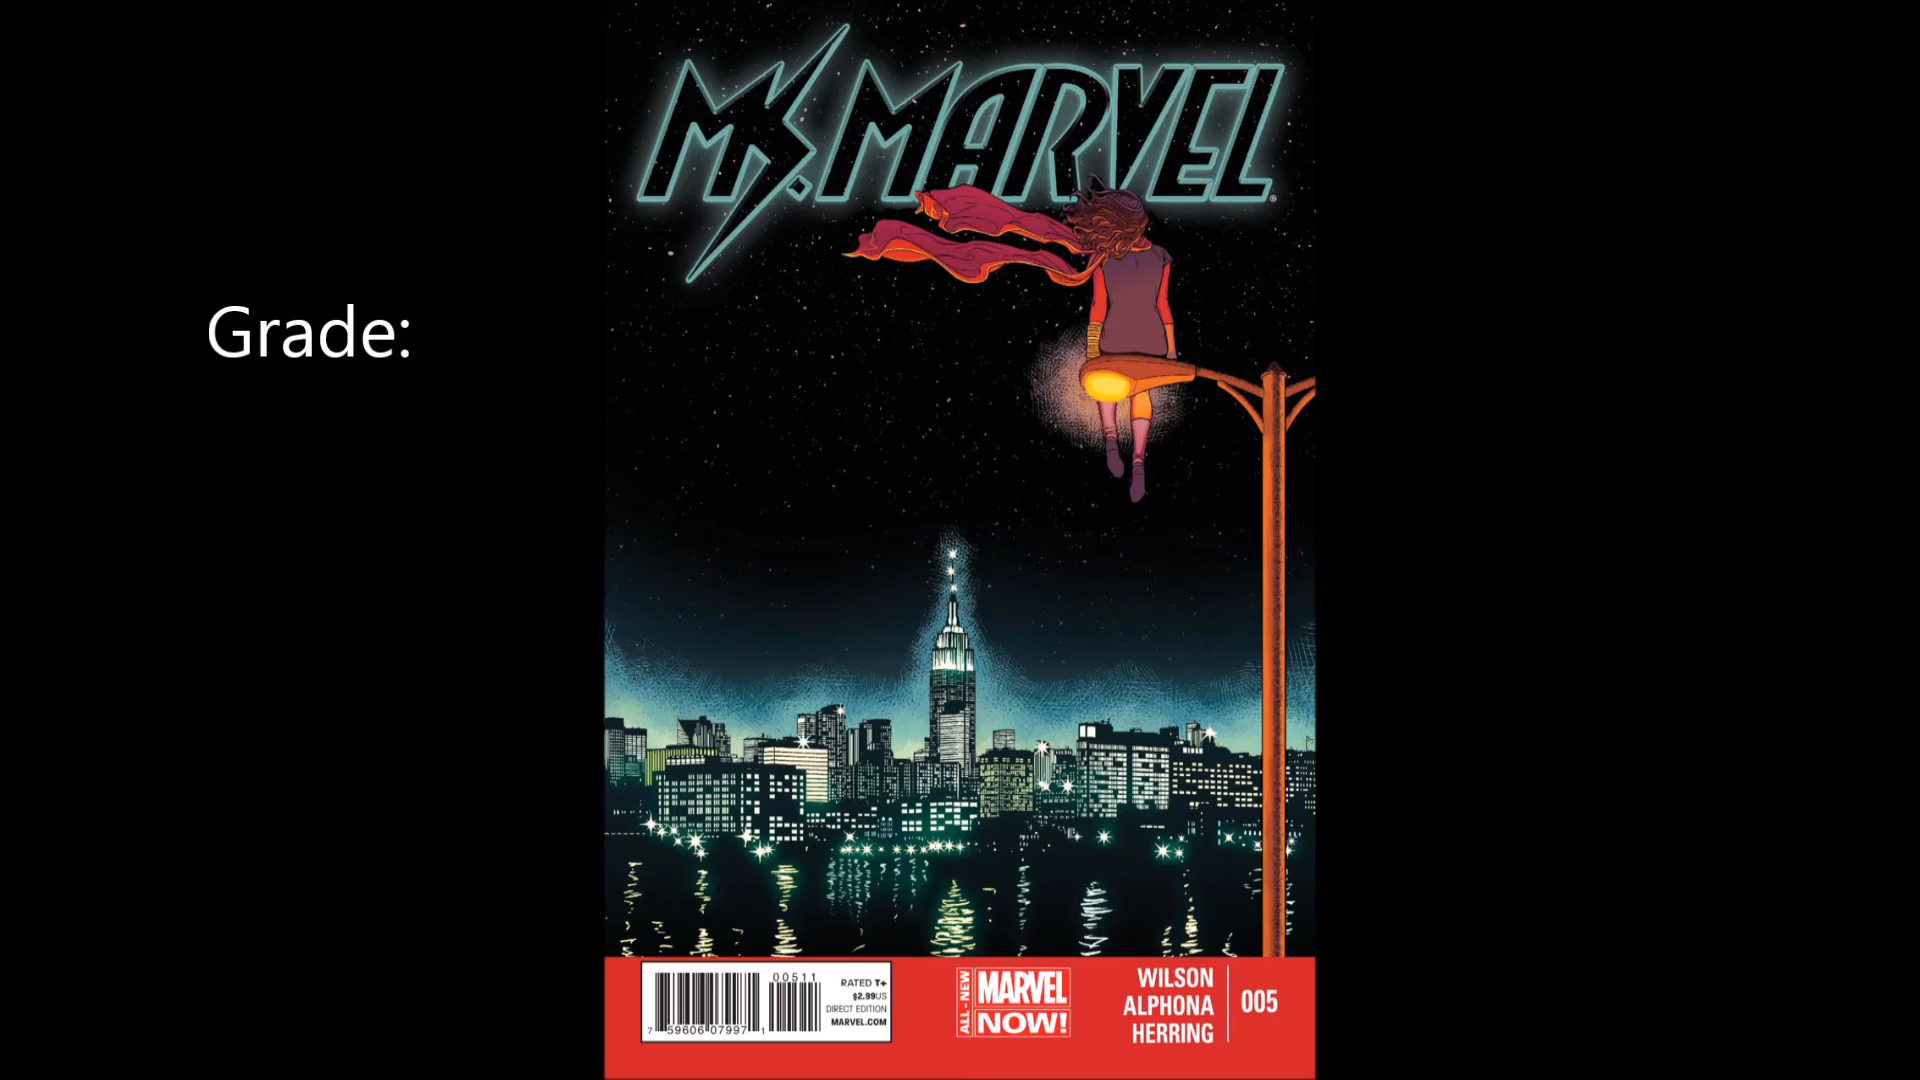 MS. MARVEL
Grade:
00511
RATED T+
$2.99US
DIRECT EDITION
MARVEL.COM
7 59606 07997 1
ALL-NEW
MARVEL
NOW!
WILSON
ALPHONA
HERRING
005